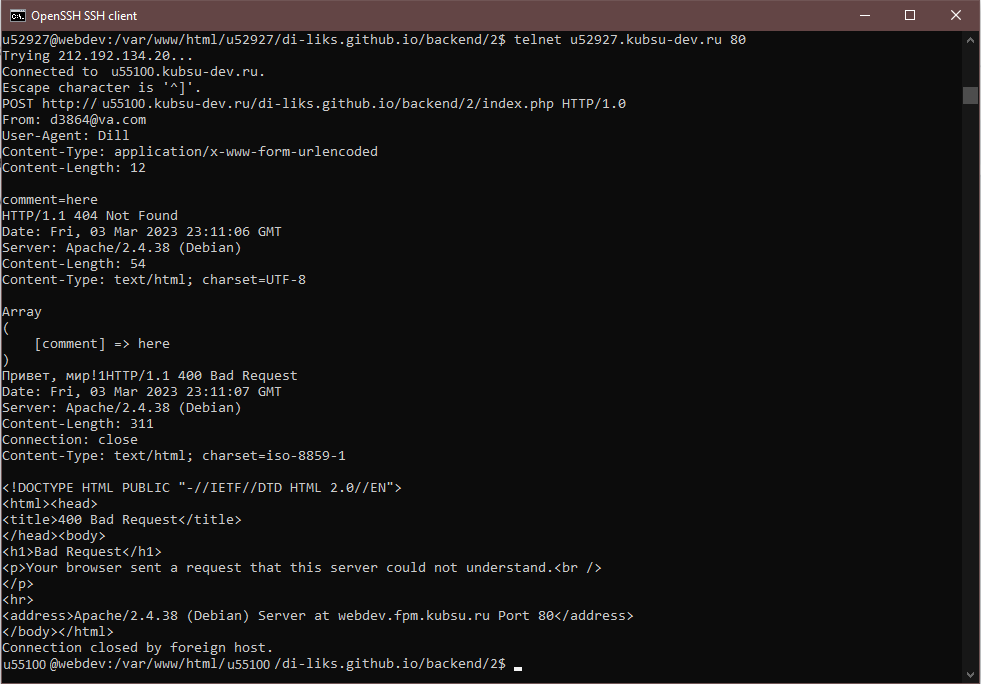 OpenSSH SSH client
u52927@webdev:/var/www/html/u52927/di-liks.github.io/backend/2$ telnet u52927.kubsu-dev.ru 80
Trying 212.192.134.20...
Connected to u55100.kubsu-dev.ru.
Escape character is '^]'.
POST http:// u55100.kubsu-dev.ru/di-liks.github.io/backend/2/index.php HTTP/1.0
From: d3864@va.com
User-Agent: Dill
Content-Type: application/x-www-form-urlencoded
Content-Length: 12

comment=here
HTTP/1.1 404 Not Found
Date: Fri, 03 Mar 2023 23:11:06 GMT
Server: Apache/2.4.38 (Debian)
Content-Length: 54
Content-Type: text/html; charset=UTF-8

Array
(
    [comment] => here
)
Привет, мир!1HTTP/1.1 400 Bad Request
Date: Fri, 03 Mar 2023 23:11:07 GMT
Server: Apache/2.4.38 (Debian)
Content-Length: 311
Connection: close
Content-Type: text/html; charset=iso-8859-1

<!DOCTYPE HTML PUBLIC "-//IETF//DTD HTML 2.0//EN">
<html><head>
<title>400 Bad Request</title>
</head><body>
<h1>Bad Request</h1>
<p>Your browser sent a request that this server could not understand.<br />
</p>
<hr>
<address>Apache/2.4.38 (Debian) Server at webdev.fpm.kubsu.ru Port 80</address>
</body></html>
Connection closed by foreign host.
u55100@webdev:/var/www/html/u55100/di-liks.github.io/backend/2$